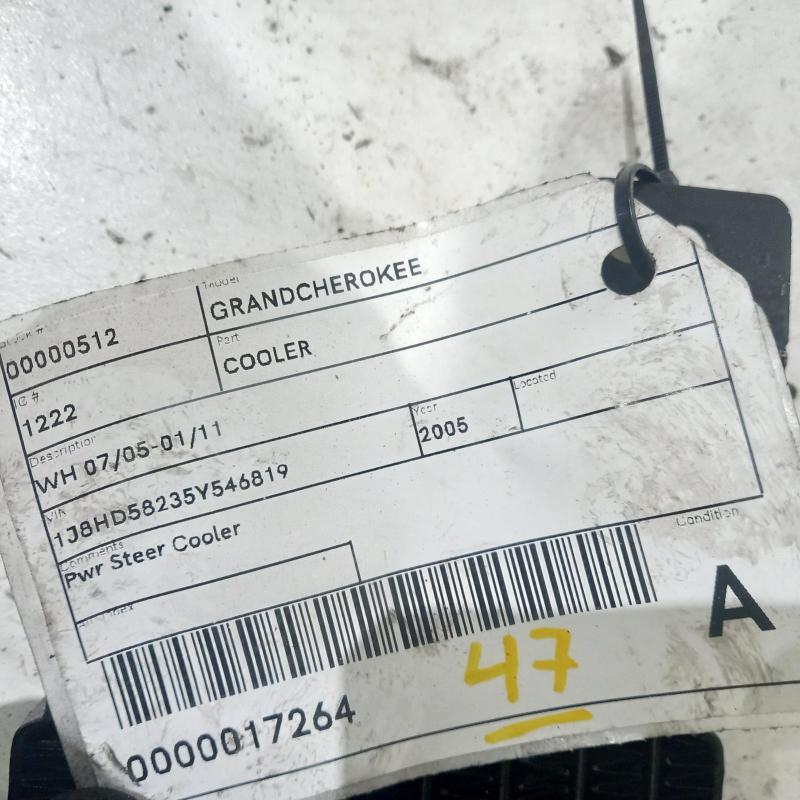 Model
GRANDCHEROKEE
00000512
Part
COOLER
IC #
1222
Description
WH 07/05-01/11
Year
2005
Located
VIN
1J8HD58235Y546819
Comments
Pwr Steer Cooler
Condition
A
47
0000017264